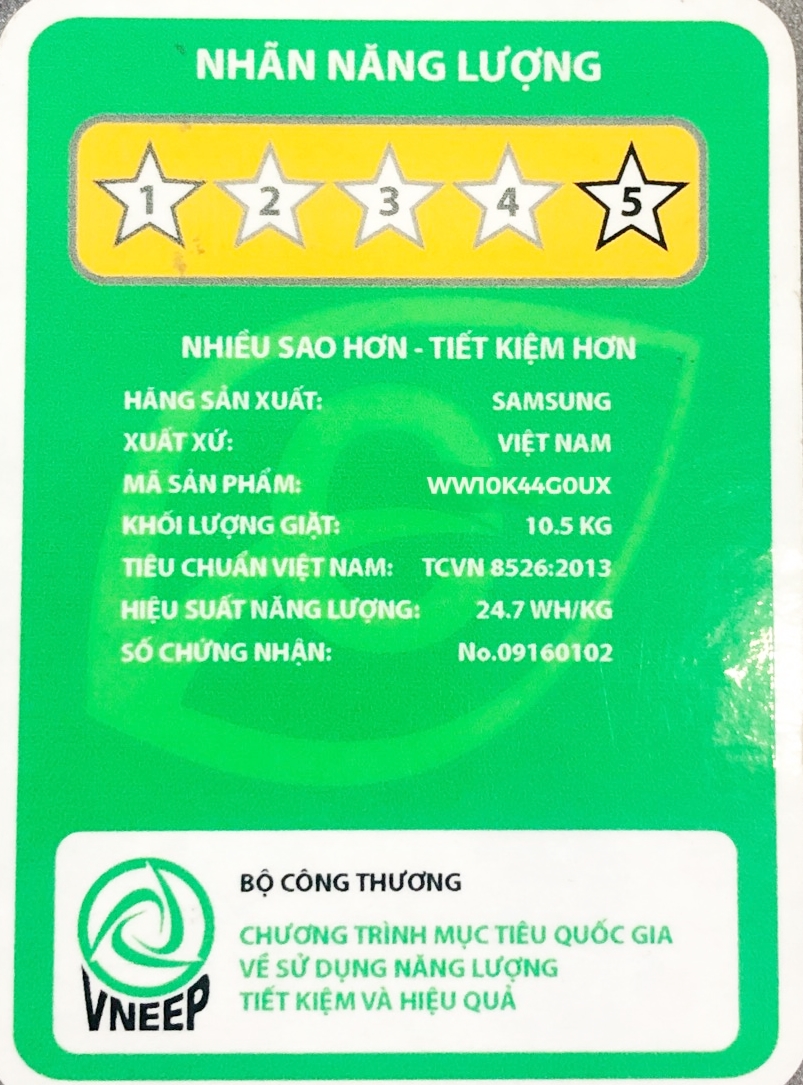 NHÃN NĂNG LƯỢNG
1 2 3 4 5
NHIỀU SAO HƠN - TIẾT KIỆM HƠN
HÃNG SẢN XUẤT: SAMSUNG
XUẤT XỨ: VIỆT NAM
MÃ SẢN PHẨM: WW10K44G0UX
KHỐI LƯỢNG GIẶT: 10.5 KG
TIÊU CHUẨN VIỆT NAM: TCVN 8526:2013
HIỆU SUẤT NĂNG LƯỢNG: 24.7 WH/KG
SỐ CHỨNG NHẬN: No.09160102
BỘ CÔNG THƯƠNG
CHƯƠNG TRÌNH MỤC TIÊU QUỐC GIA
VỀ SỬ DỤNG NĂNG LƯỢNG
TIẾT KIỆM VÀ HIỆU QUẢ
VNEEP